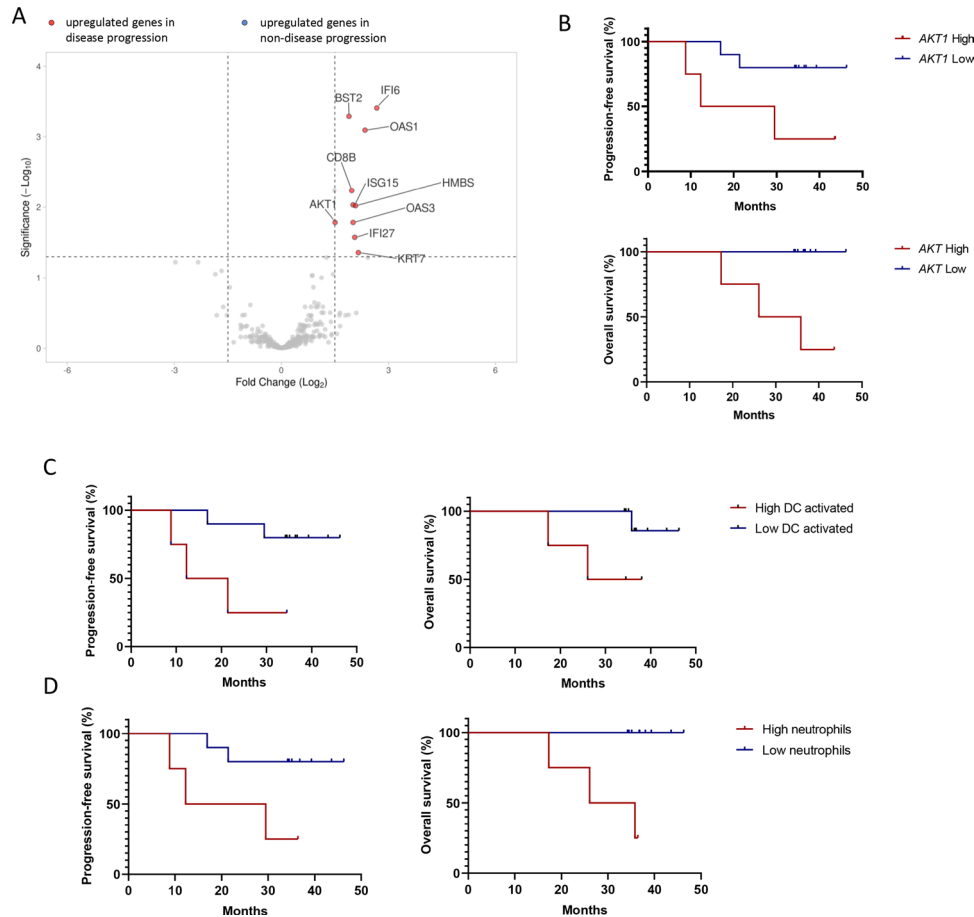 A
upregulated genes in
disease progression
upregulated genes in
non-disease progression
4
3
2
1
0
Significance (−Log10)
-6
-3
0
3
6
Fold Change (Log2)
IFI6
BST2
OAS1
CD8B
ISG15
HMBS
AKT1
OAS3
IFI27
KRT7
B
Progression-free survival (%)
100
50
0
0 10 20 30 40 50
Months
AKT1 High
AKT1 Low
Overall survival (%)
100
50
0
0 10 20 30 40 50
Months
AKT High
AKT Low
C
Progression-free survival (%)
100
50
0
0 10 20 30 40 50
Months
Overall survival (%)
100
50
0
0 10 20 30 40 50
Months
High DC activated
Low DC activated
D
Progression-free survival (%)
100
50
0
0 10 20 30 40 50
Months
Overall survival (%)
100
50
0
0 10 20 30 40 50
Months
High neutrophils
Low neutrophils